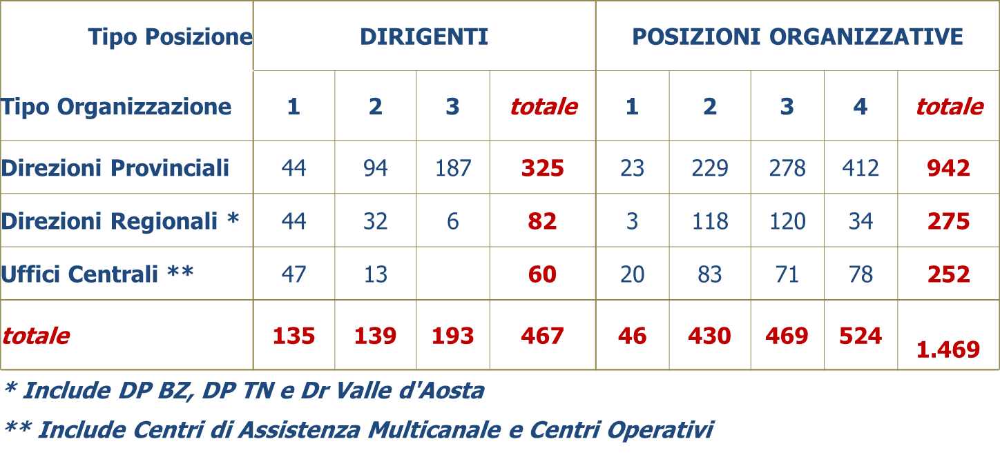 Tipo Posizione DIRIGENTI POSIZIONI ORGANIZZATIVE
Tipo Organizzazione 1 2 3 totale 1 2 3 4 totale
Direzioni Provinciali 44 94 187 325 23 229 278 412 942
Direzioni Regionali * 44 32 6 82 3 118 120 34 275
Uffici Centrali ** 47 13 60 20 83 71 78 252
totale 135 139 193 467 46 430 469 524 1.469
* Include DP BZ, DP TN e Dr Valle d'Aosta
** Include Centri di Assistenza Multicanale e Centri Operativi